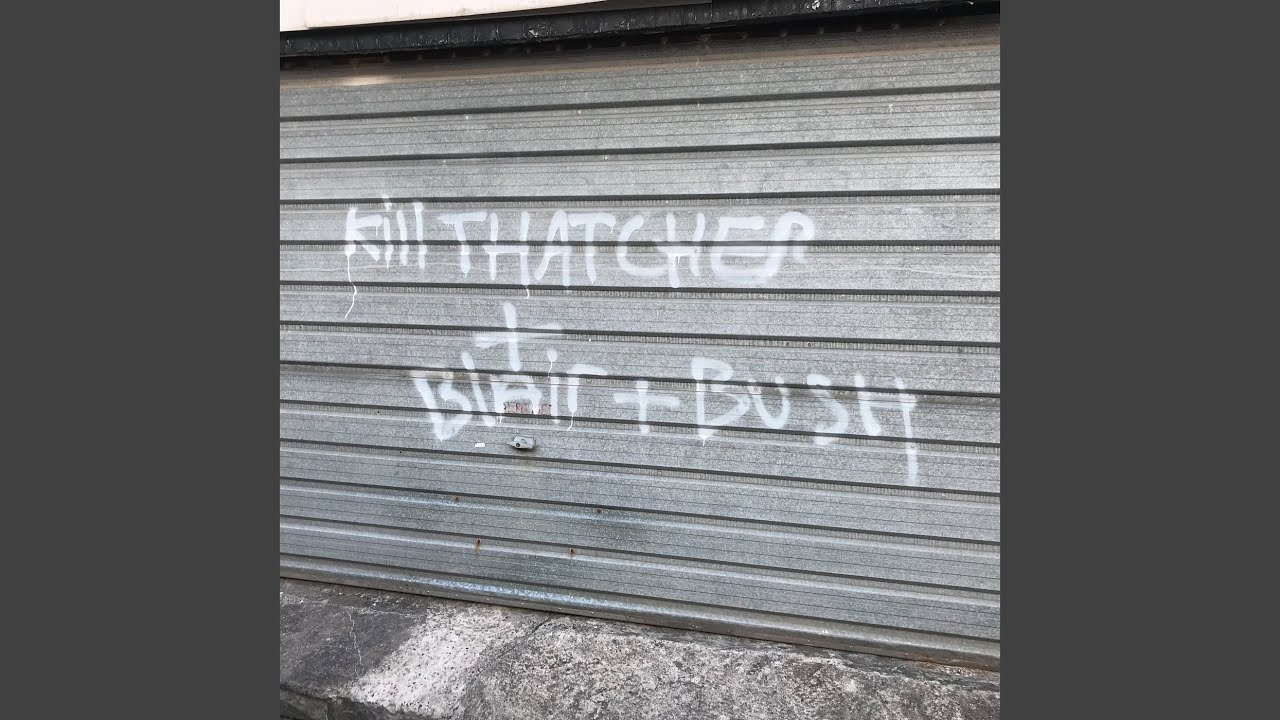 Kill THATCHER
+
Blair + BUSH